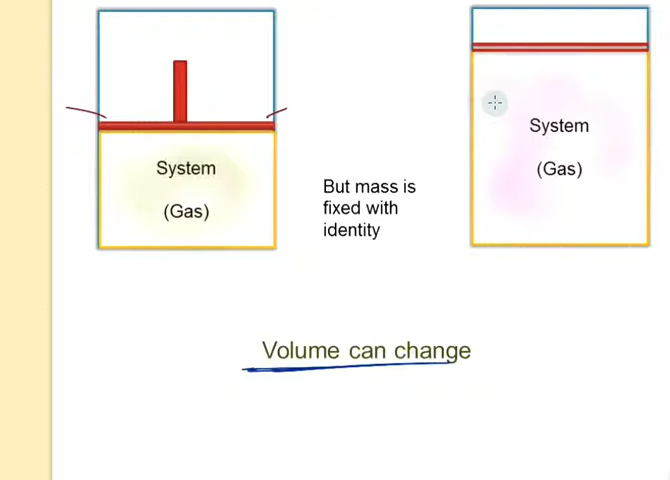 System
(Gas)
But mass is
fixed with
identity
System
(Gas)
Volume can change